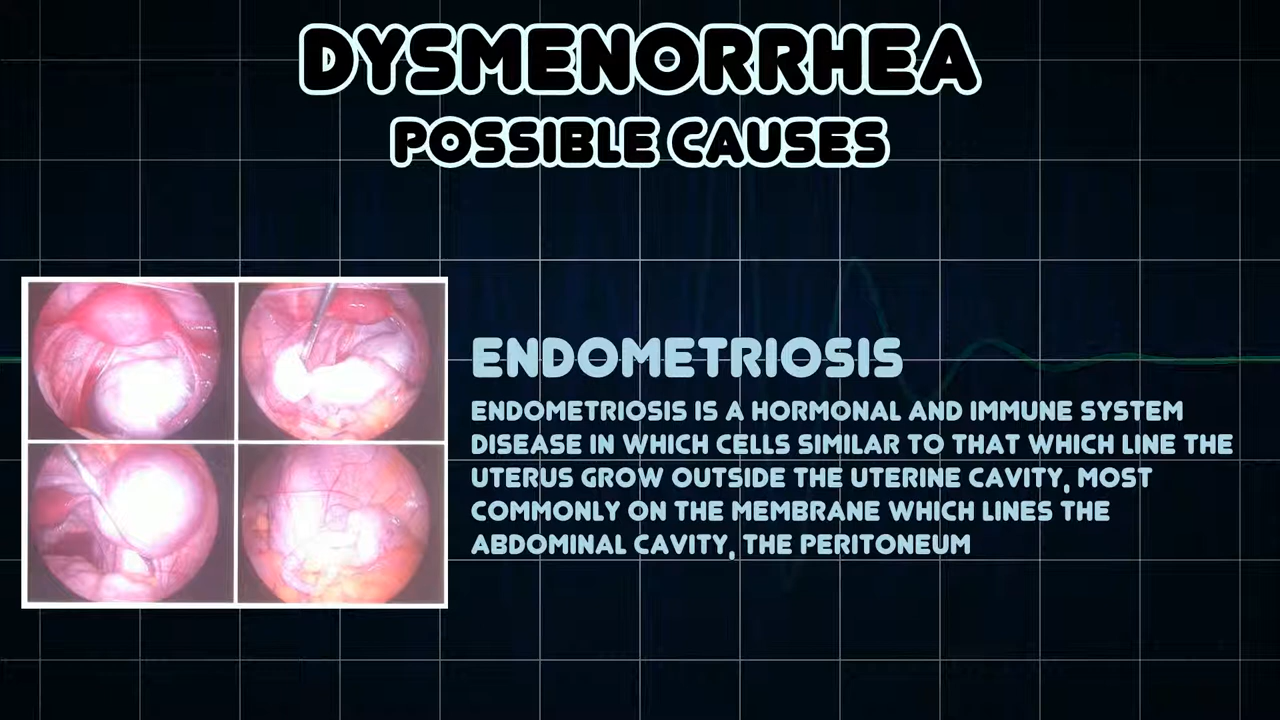 DYSMENORRHEA
POSSIBLE CAUSES
ENDOMETRIOSIS
ENDOMETRIOSIS IS A HORMONAL AND IMMUNE SYSTEM
DISEASE IN WHICH CELLS SIMILAR TO THAT WHICH LINE THE
UTERUS GROW OUTSIDE THE UTERINE CAVITY, MOST
COMMONLY ON THE MEMBRANE WHICH LINES THE
ABDOMINAL CAVITY, THE PERITONEUM